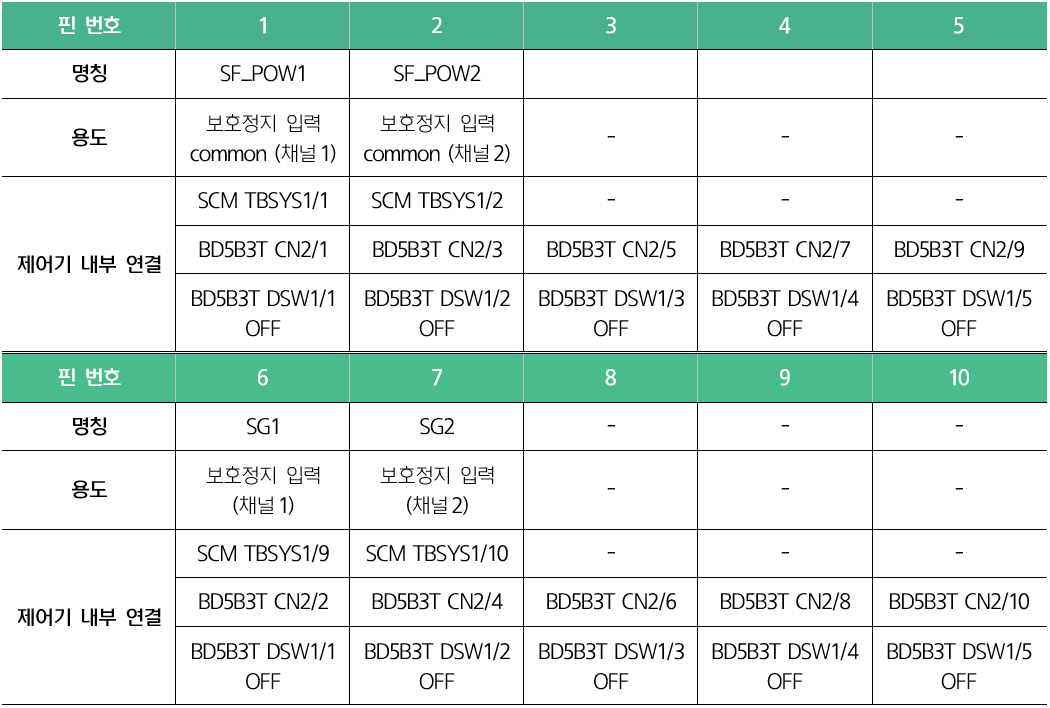 핀 번호 1 2 3 4 5
명칭 SF_POW1 SF_POW2
용도 보호정지 입력 common (채널1) 보호정지 입력 common (채널2) - - -
제어기 내부 연결
SCM TBSYS1/1 SCM TBSYS1/2 - - -
BD5B3T CN2/1 BD5B3T CN2/3 BD5B3T CN2/5 BD5B3T CN2/7 BD5B3T CN2/9
BD5B3T DSW1/1 BD5B3T DSW1/2 BD5B3T DSW1/3 BD5B3T DSW1/4 BD5B3T DSW1/5
OFF OFF OFF OFF OFF
핀 번호 6 7 8 9 10
명칭 SG1 SG2 - - -
용도 보호정지 입력 (채널1) 보호정지 입력 (채널2) - - -
제어기 내부 연결
SCM TBSYS1/9 SCM TBSYS1/10 - - -
BD5B3T CN2/2 BD5B3T CN2/4 BD5B3T CN2/6 BD5B3T CN2/8 BD5B3T CN2/10
BD5B3T DSW1/1 BD5B3T DSW1/2 BD5B3T DSW1/3 BD5B3T DSW1/4 BD5B3T DSW1/5
OFF OFF OFF OFF OFF